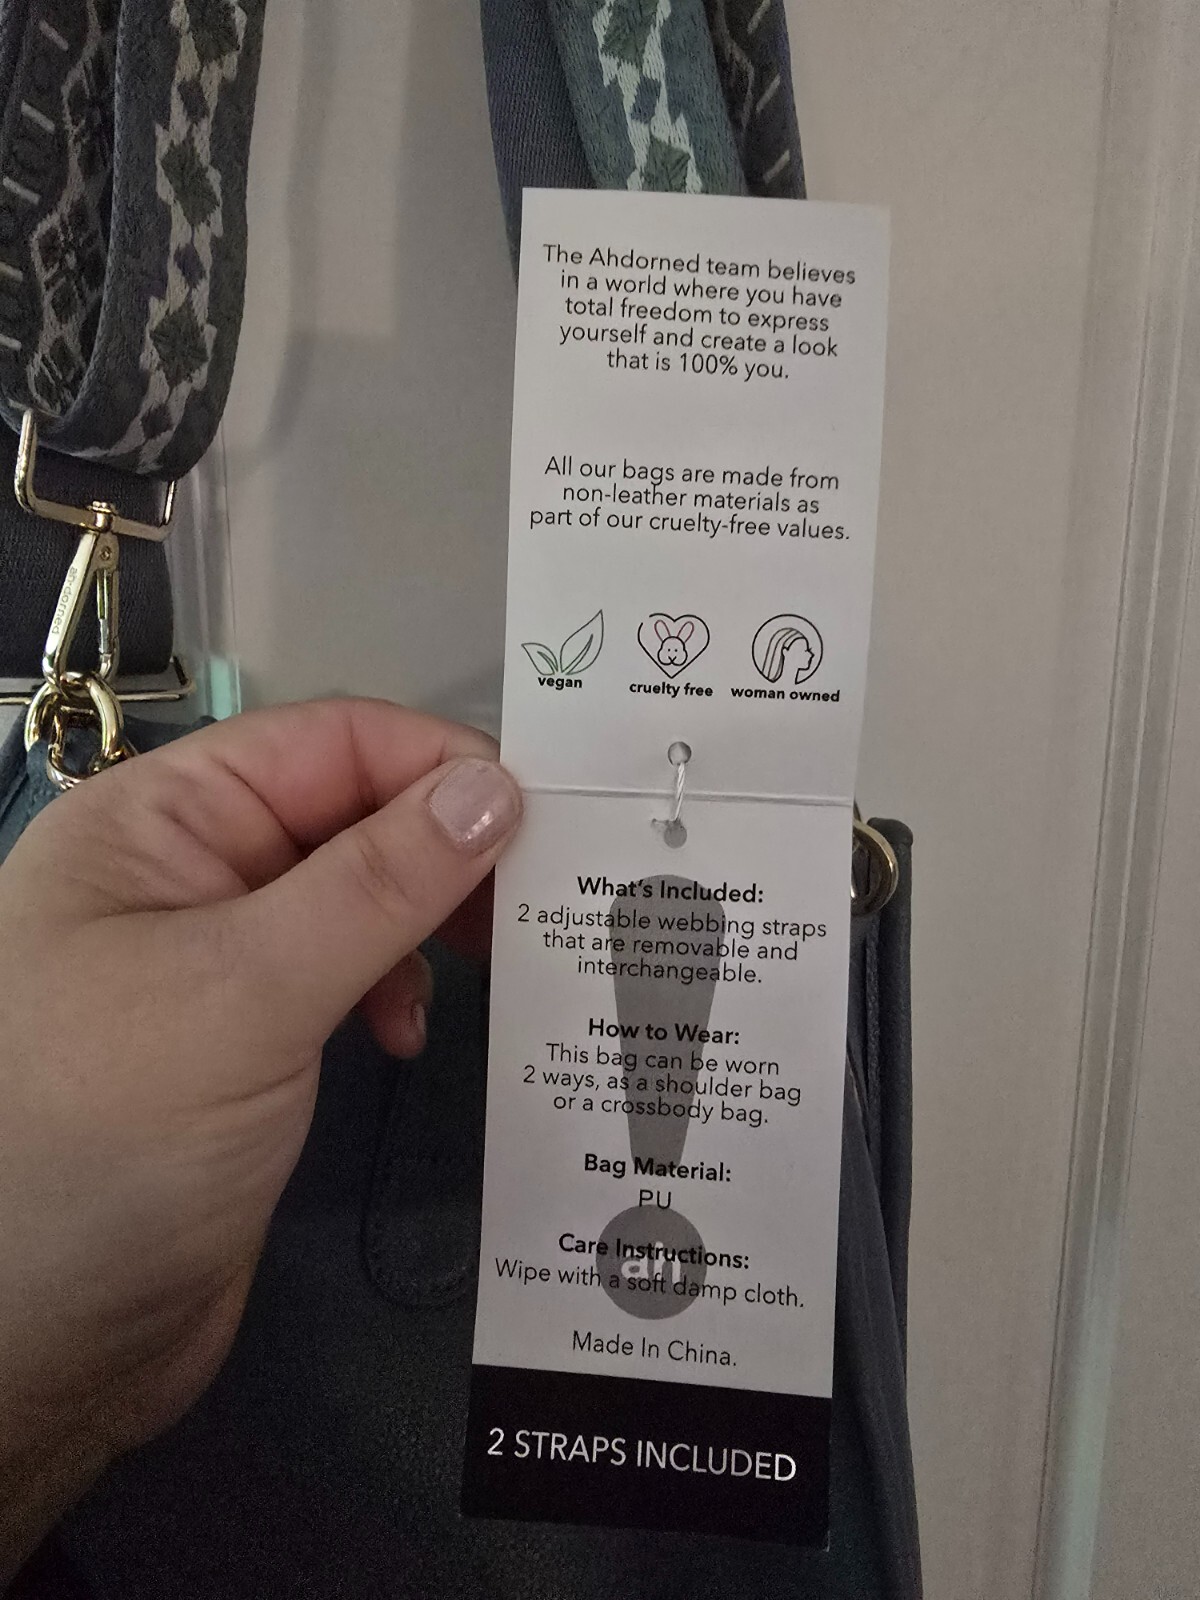 The Ahdorned team believes
in a world where you have
total freedom to express
yourself and create a look
that is 100% you.
All our bags are made from
non-leather materials as
part of our cruelty-free values.
vegan
cruelty free
woman owned
ah-dorned
What's Included:
2 adjustable webbing straps
that are removable and
interchangeable.
How to Wear:
This bag can be worn
2 ways, as a shoulder bag
or a crossbody bag.
Bag Material:
PU
Care Instructions:
ah
Wipe with a soft damp cloth.
Made In China.
2 STRAPS INCLUDED